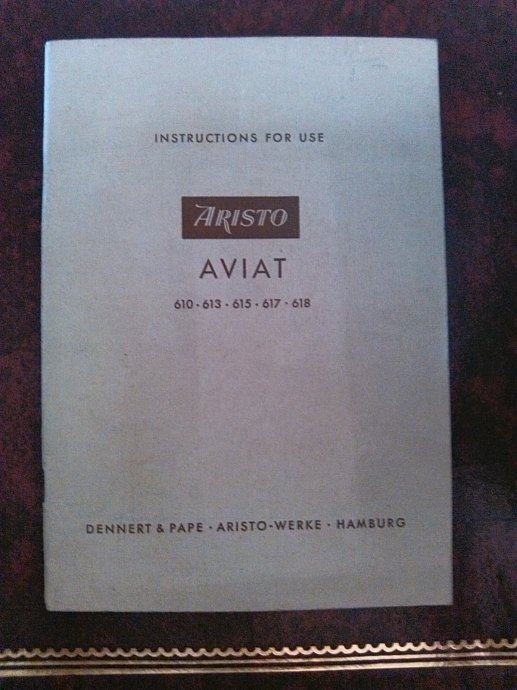 INSTRUCTIONS FOR USE
ARISTO
AVIAT
610 · 613 · 615 · 617 · 618
DENNERT & PAPE · ARISTO-WERKE · HAMBURG